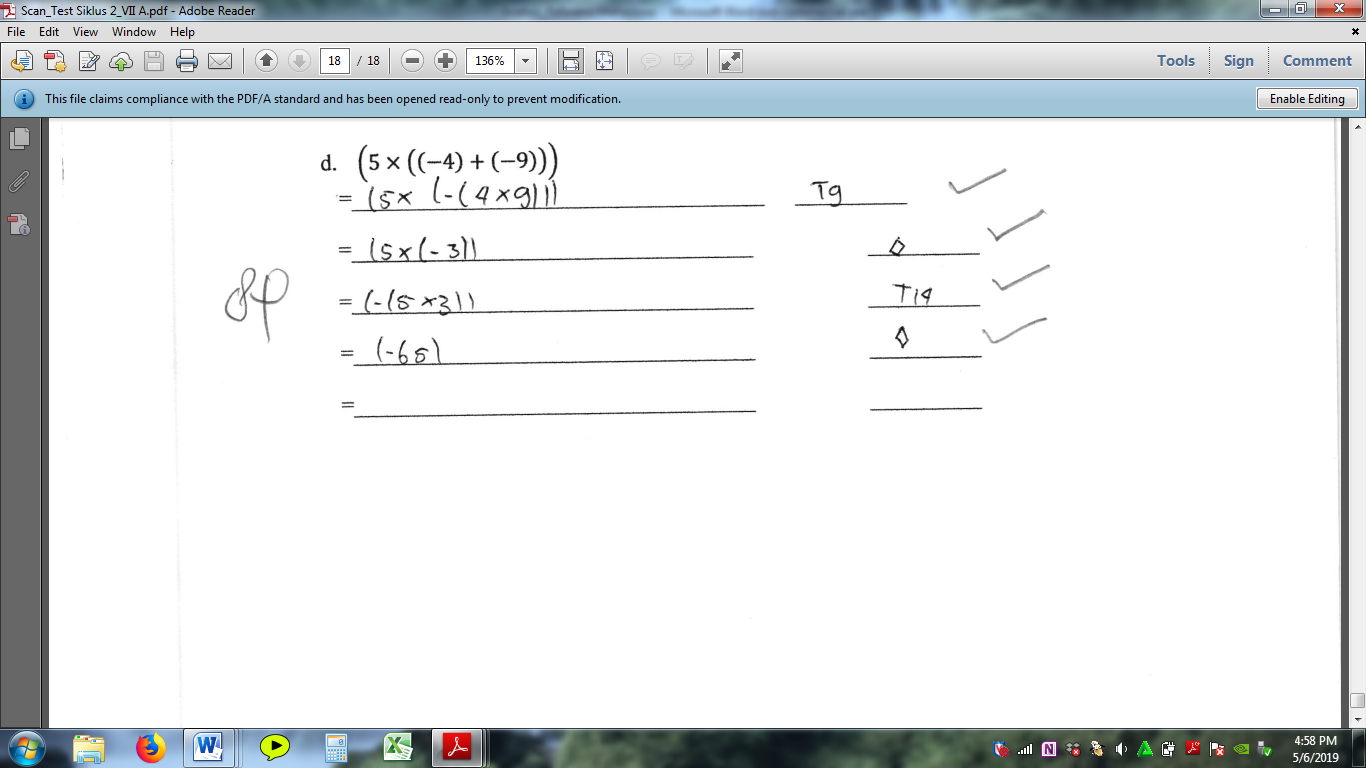 Scan_Test Siklus 2_VII A.pdf - Adobe Reader
File Edit View Window Help
18 / 18 136% Tools Sign Comment
This file claims compliance with the PDF/A standard and has been opened read-only to prevent modification. Enable Editing
d. (5 × ((−4) + (−9)))
= (5× (-(4×9))) T9
= (5×(-3)) ◊
= (-(5×3)) T19
= (-65) ◊
=
4:58 PM
5/6/2019